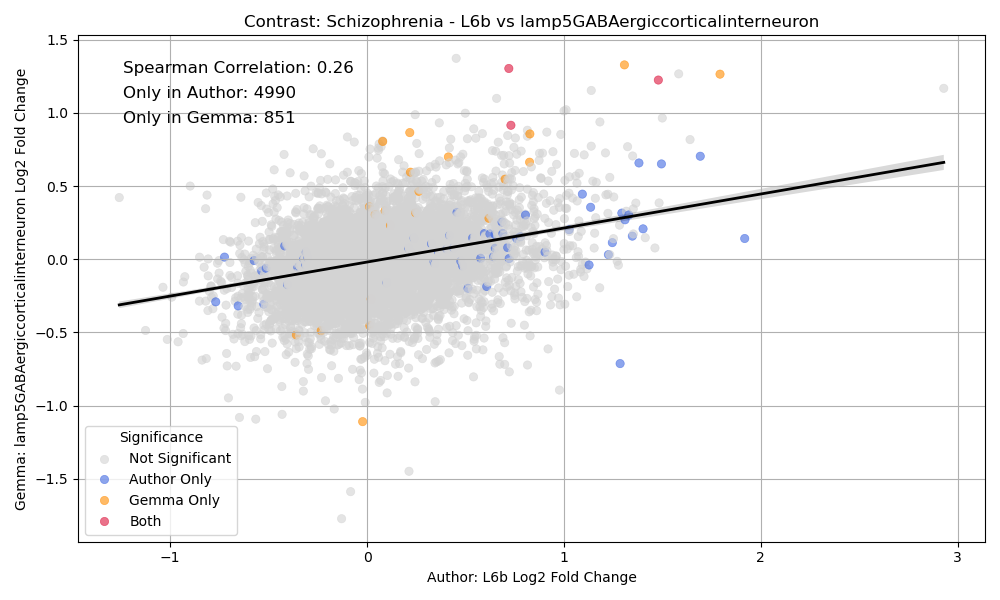 Contrast: Schizophrenia - L6b vs lamp5GABAergiccorticalinterneuron
Gemma: lamp5GABAergiccorticalinterneuron Log2 Fold Change
1.5
1.0
0.5
0.0
−0.5
−1.0
−1.5
Spearman Correlation: 0.26
Only in Author: 4990
Only in Gemma: 851
Significance
Not Significant
Author Only
Gemma Only
Both
−1
0
1
2
3
Author: L6b Log2 Fold Change